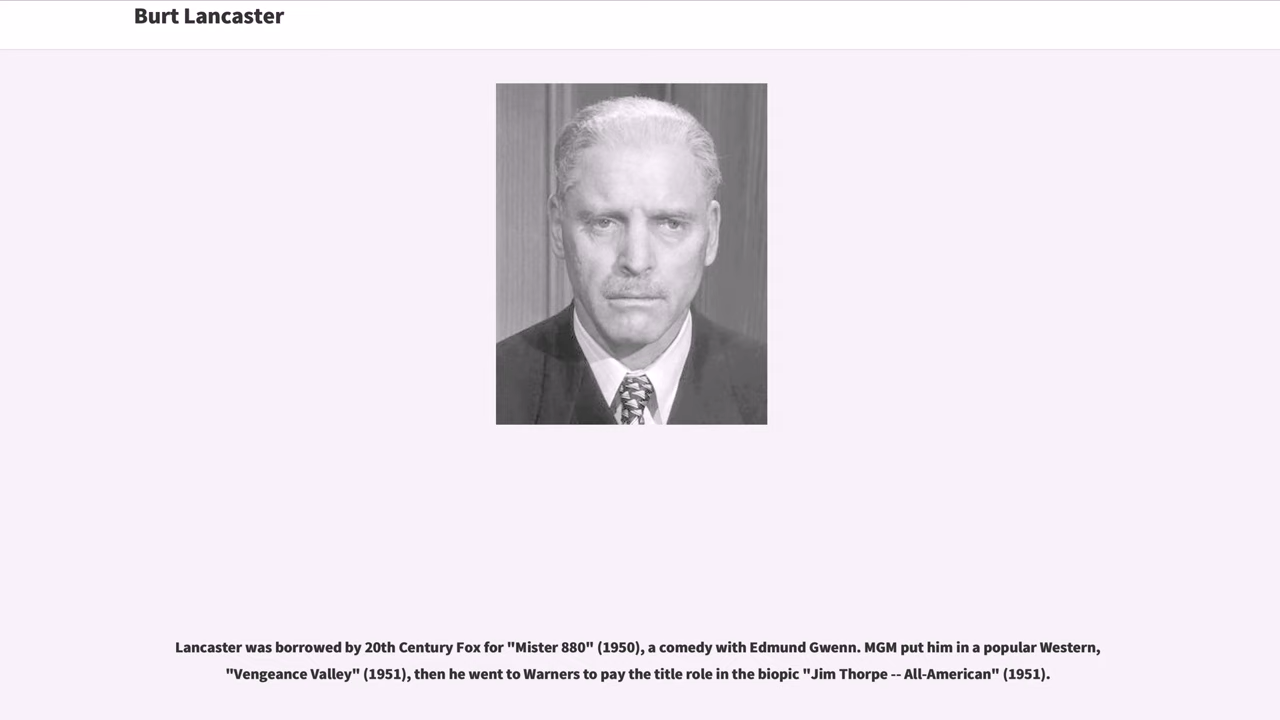 Burt Lancaster
Lancaster was borrowed by 20th Century Fox for "Mister 880" (1950), a comedy with Edmund Gwenn. MGM put him in a popular Western,
"Vengeance Valley" (1951), then he went to Warners to pay the title role in the biopic "Jim Thorpe -- All-American" (1951).